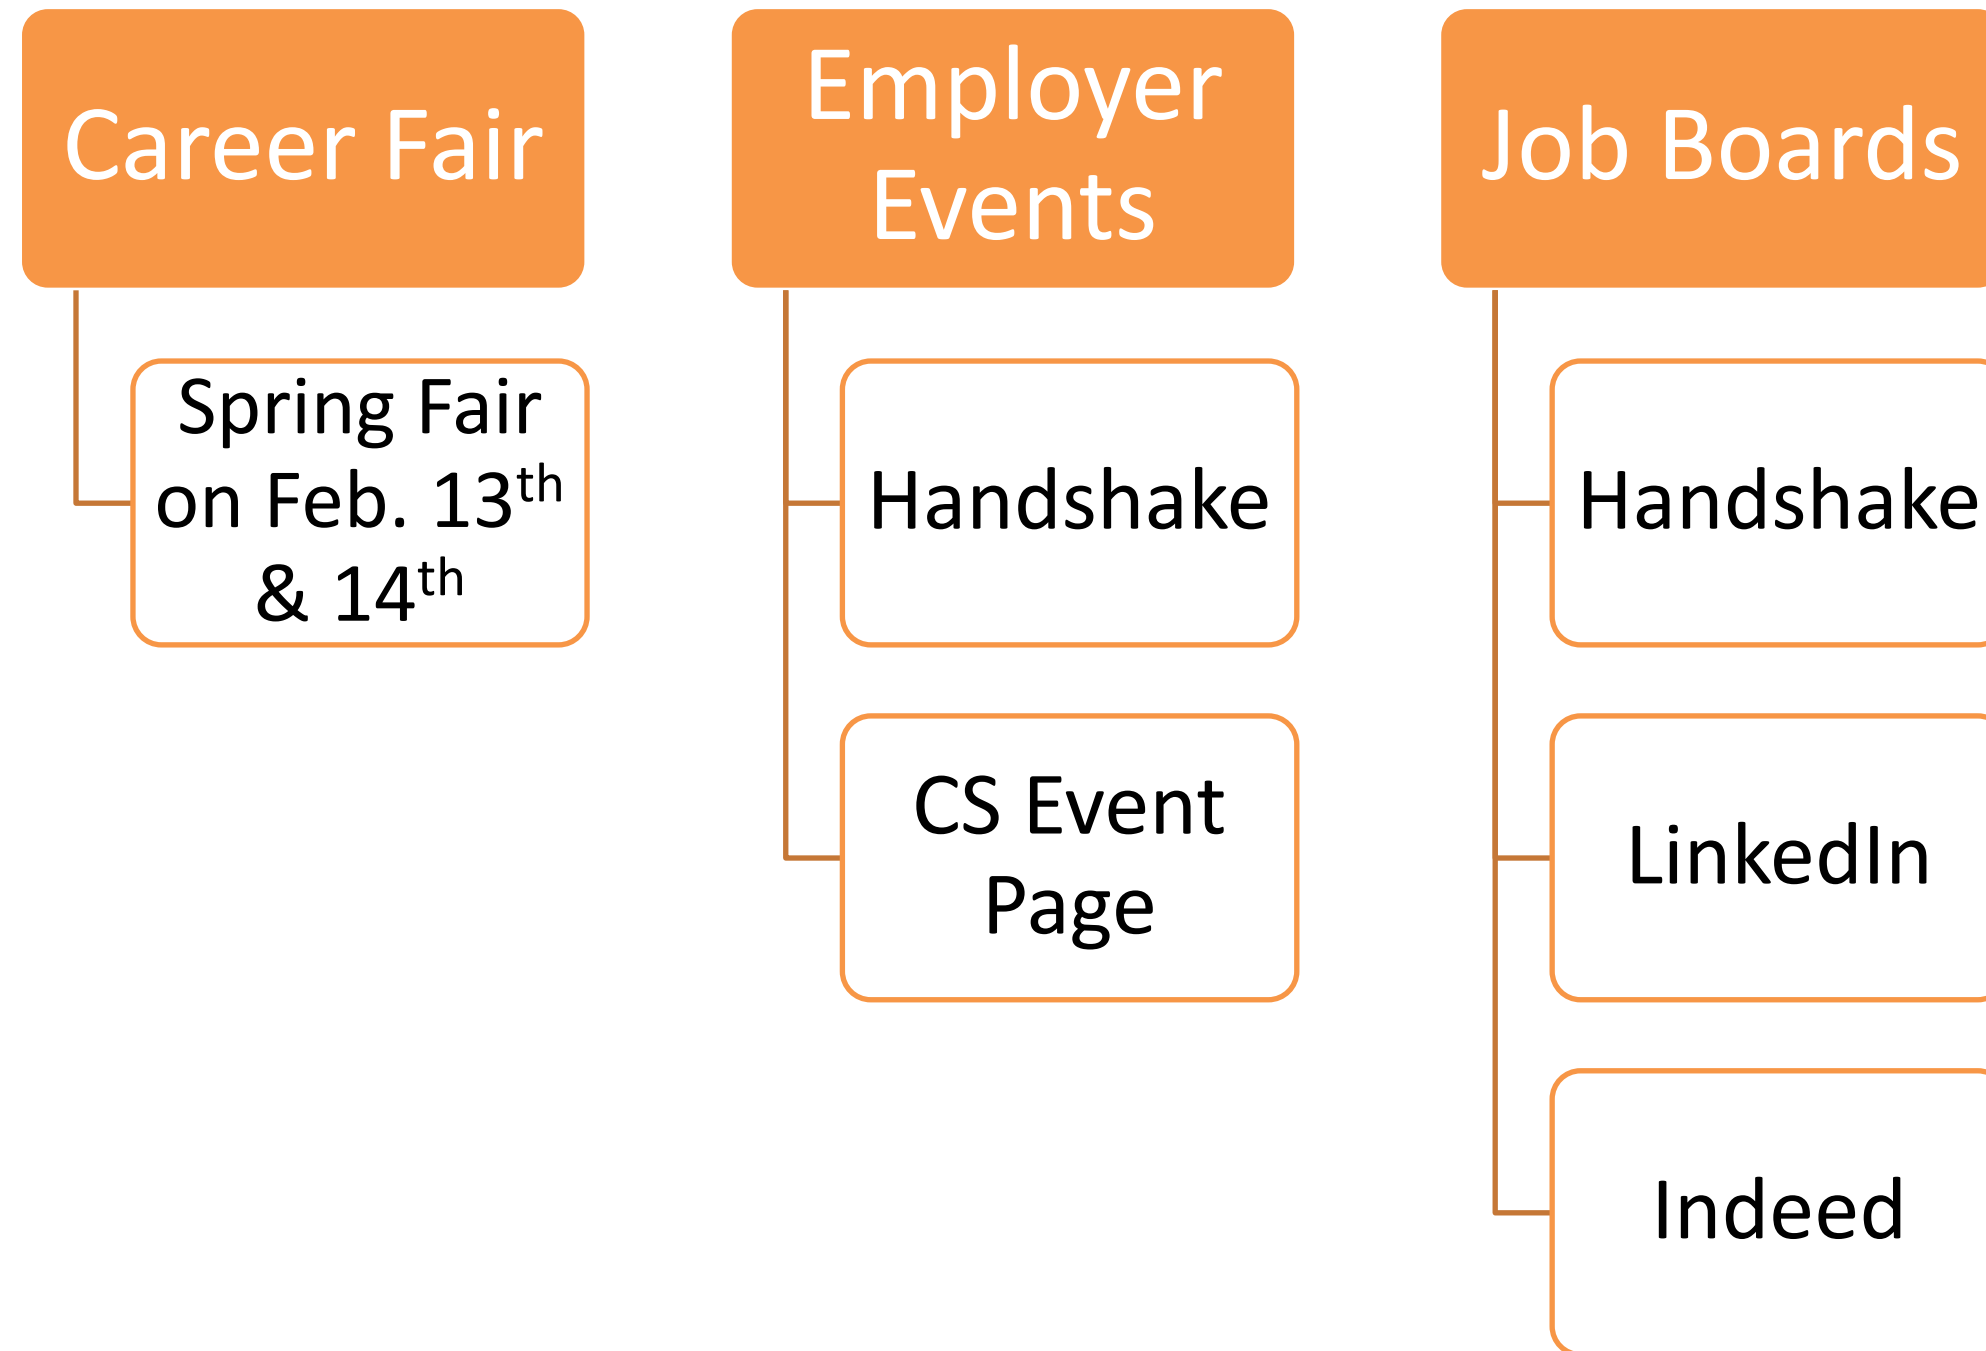 Career Fair
Spring Fair
on Feb. 13th
& 14th
Employer
Events
Handshake
CS Event
Page
Job Boards
Handshake
LinkedIn
Indeed